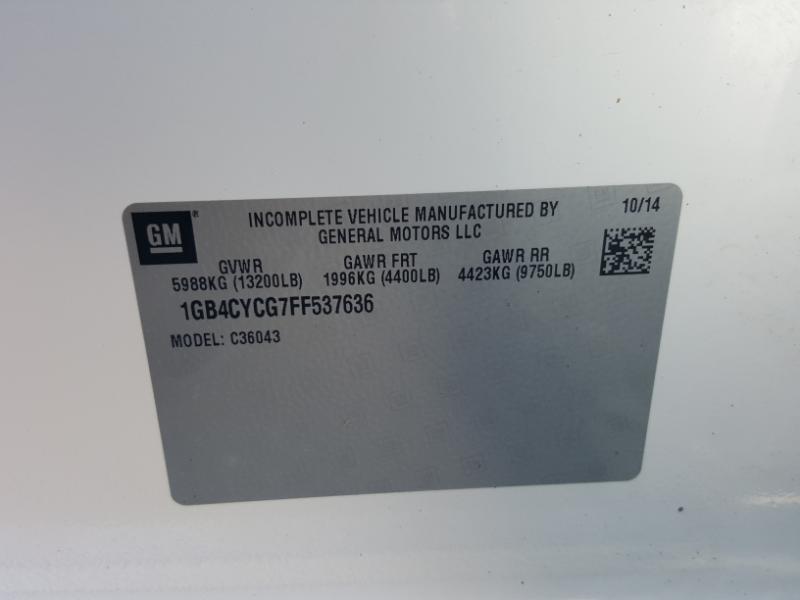 GM® INCOMPLETE VEHICLE MANUFACTURED BY 10/14
GENERAL MOTORS LLC
GVWR GAWR FRT GAWR RR
5988KG (13200LB) 1996KG (4400LB) 4423KG (9750LB)
1GB4CYCG7FF537636
MODEL: C36043